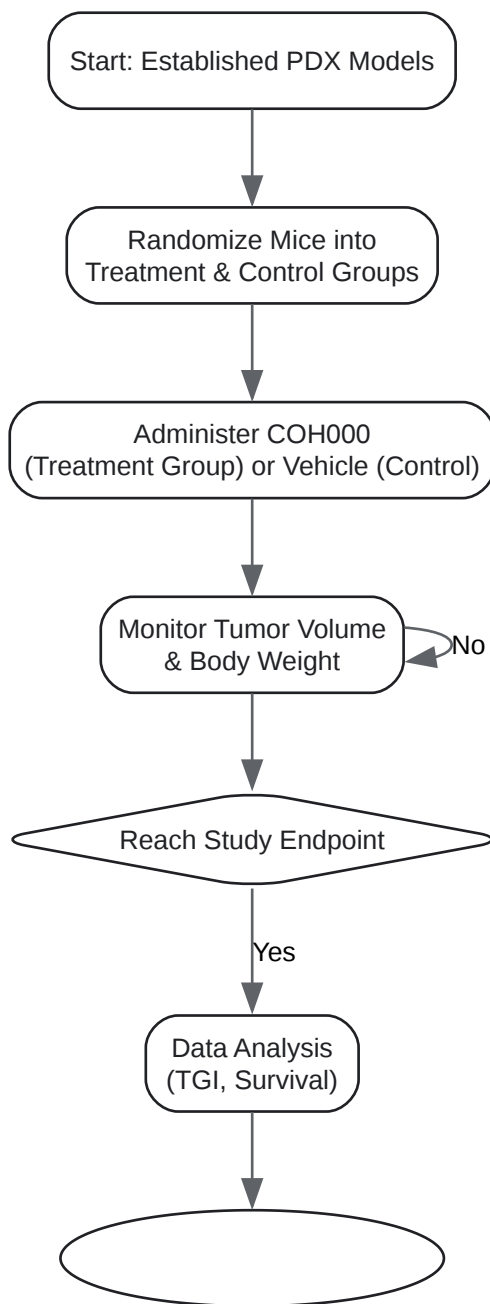 Start: Established PDX Models
Randomize Mice into
Treatment & Control Groups
Administer COH000
(Treatment Group) or Vehicle (Control)
Monitor Tumor Volume
& Body Weight
No
Reach Study Endpoint
Yes
Data Analysis
(TGI, Survival)